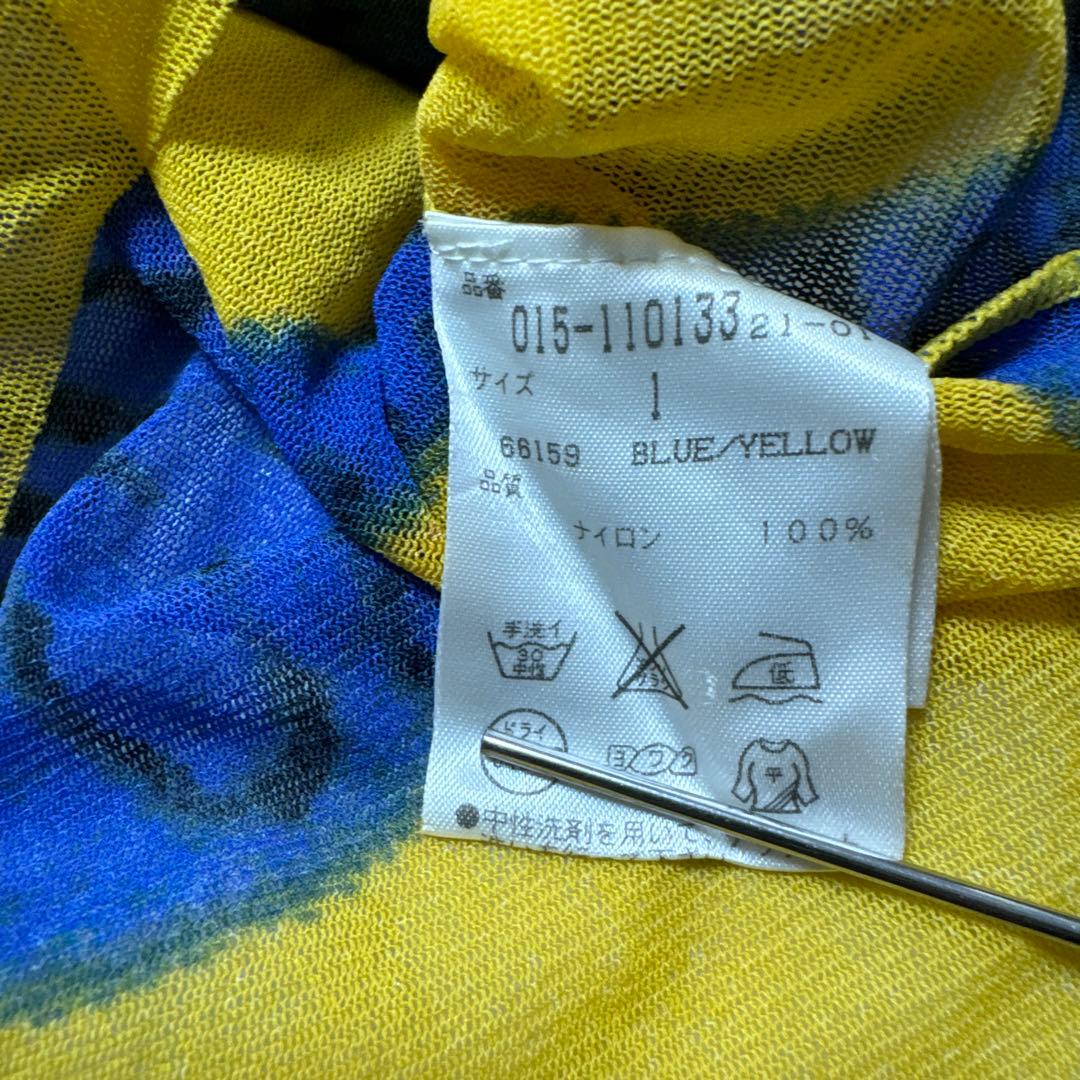 品番
015-110133 21-01
サイズ 1
66159 BLUE/YELLOW
品質
ナイロン 100%
手洗イ
30
中性
低
ドライ
ヨワク
平
●中性洗剤を用いて、